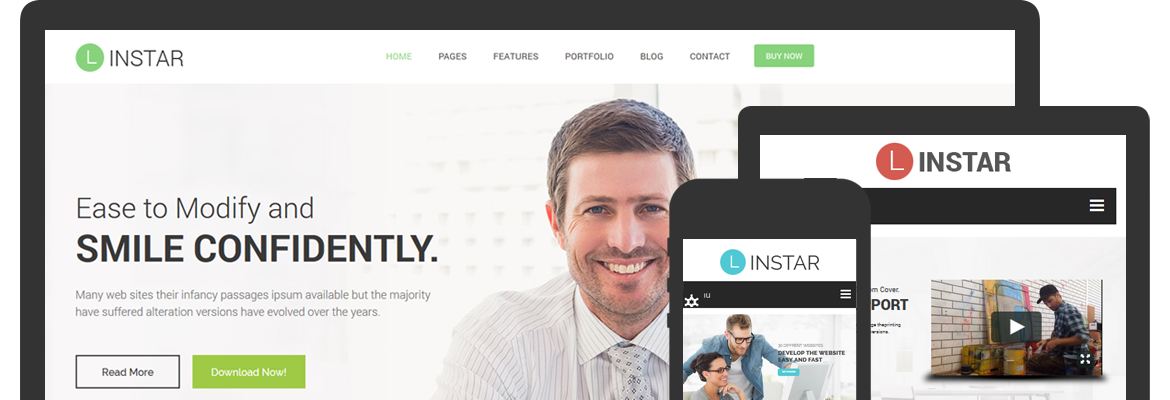 L INSTAR
HOME PAGES FEATURES PORTFOLIO BLOG CONTACT BUY NOW
Ease to Modify and
SMILE CONFIDENTLY.
Many web sites their infancy passages ipsum available but the majority
have suffered alteration versions have evolved over the years.
Read More Download Now!
L INSTAR
om Cover.
PORT
L INSTAR
DEVELOP THE WEBSITE
EASY AND FAST